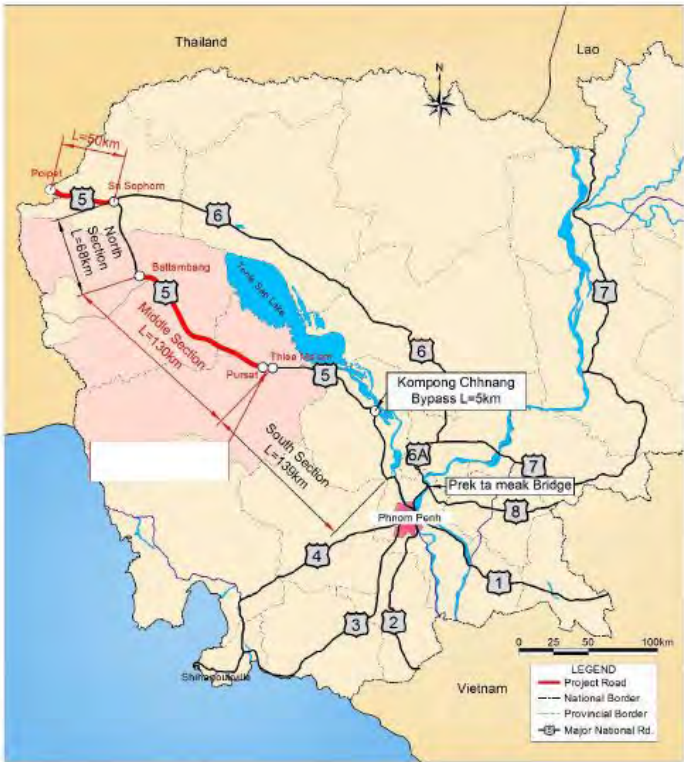 Thailand
Lao
N
L=50km
Poipet
Sri Sophorn
5
6
North
Section
L=68km
Battambang
5
Tonle Sap Lake
7
Middle Section
L=130km
6
Thlea Ma'am
Pursat
5
Kompong Chhnang
Bypass L=5km
South Section
L=139km
6A
7
Prek ta meak Bridge
8
Phnom Penh
4
1
3
2
0 25 50 100km
Shihanoukville
Vietnam
LEGEND
Project Road
National Border
Provincial Border
5 Major National Rd.